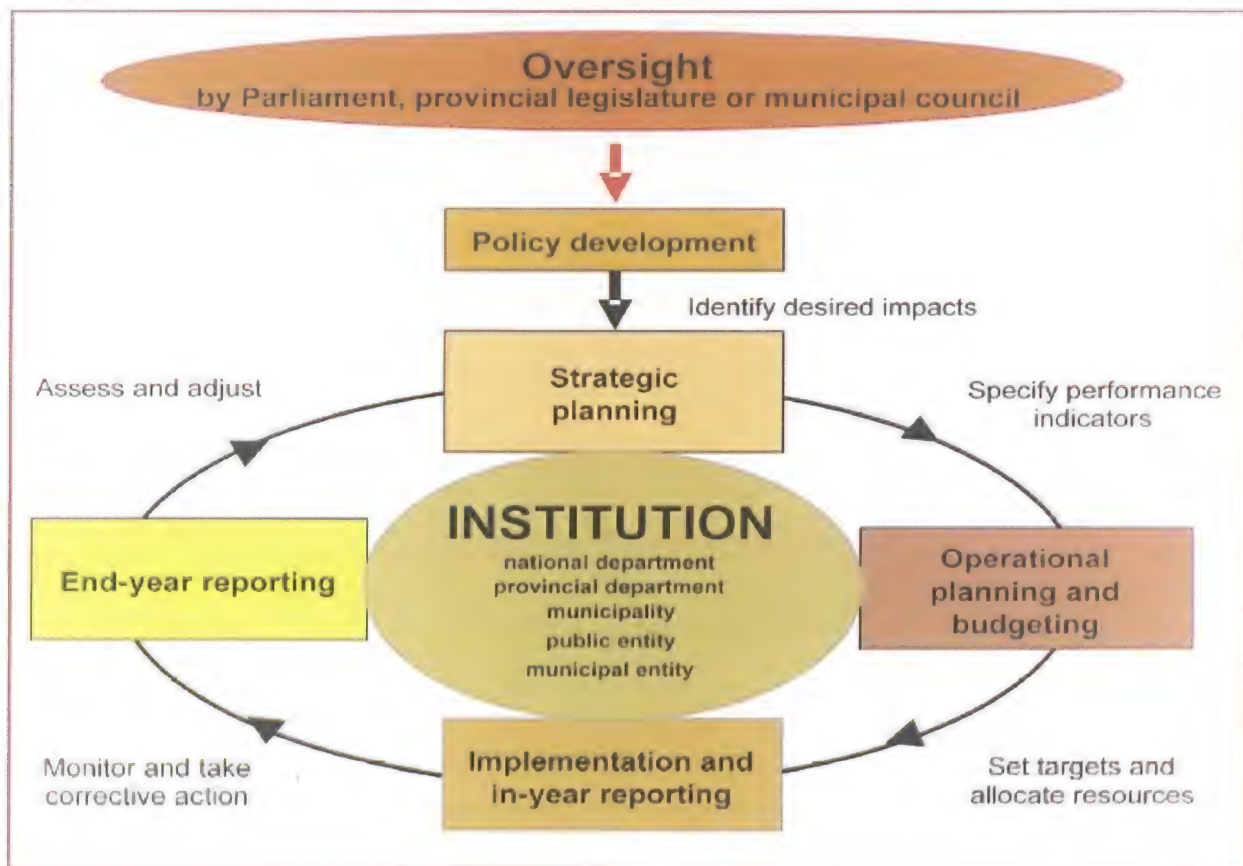 Oversight
by Parliament, provincial legislature or municipal council
Policy development
Identify desired impacts
Strategic
planning
Assess and adjust
Specify performance
indicators
INSTITUTION
national department
provincial department
municipality
public entity
municipal entity
End-year reporting
Operational
planning and
budgeting
Implementation and
in-year reporting
Monitor and take
corrective action
Set targets and
allocate resources